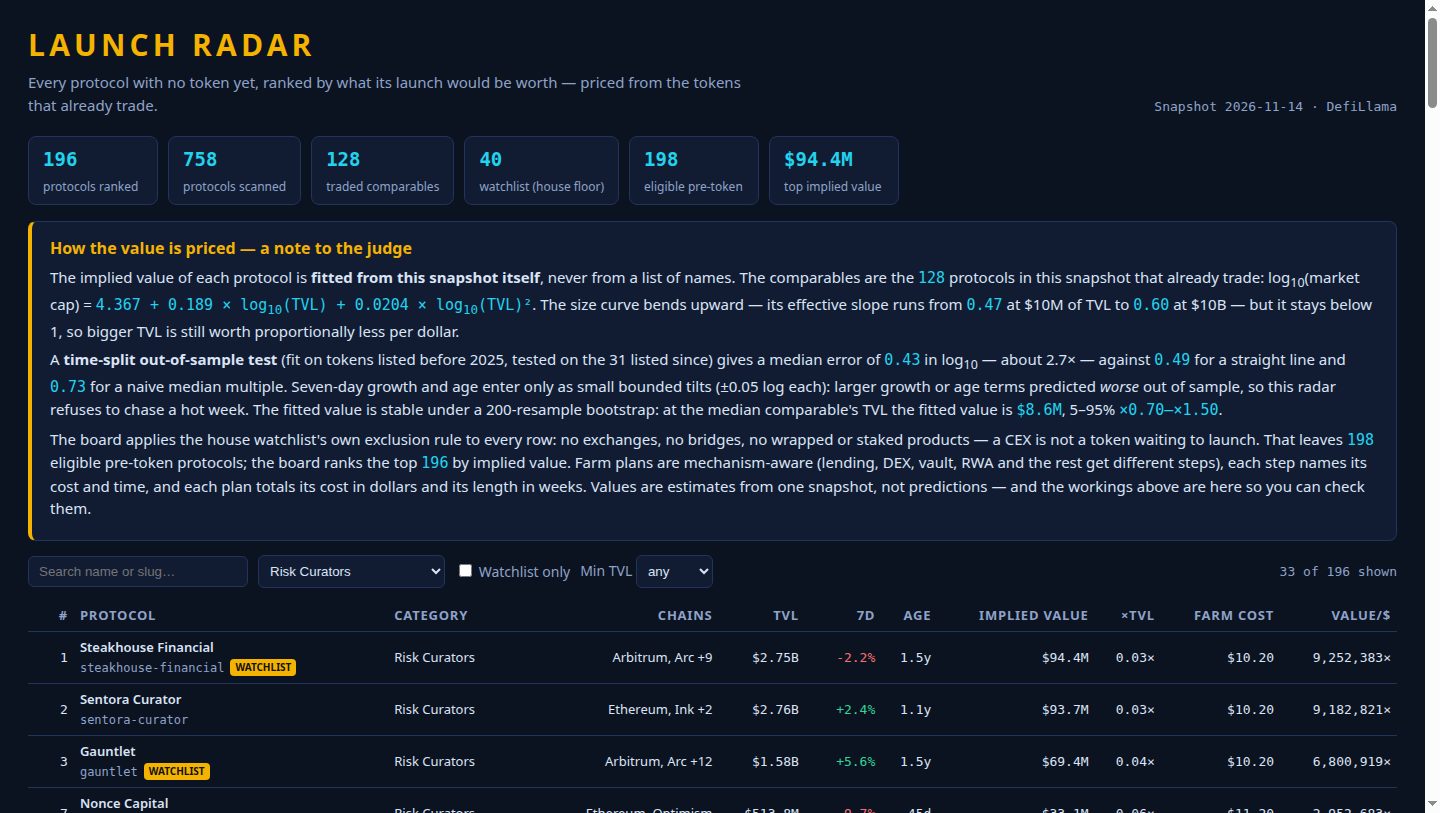 LAUNCH RADAR
Every protocol with no token yet, ranked by what its launch would be worth — priced from the tokens
that already trade.
Snapshot 2026-11-14 · DefiLlama
196
protocols ranked
758
protocols scanned
128
traded comparables
40
watchlist (house floor)
198
eligible pre-token
$94.4M
top implied value
How the value is priced — a note to the judge
The implied value of each protocol is fitted from this snapshot itself, never from a list of names. The comparables are the 128 protocols in this snapshot that already trade: log10(market
cap) = 4.367 + 0.189 × log10(TVL) + 0.0204 × log10(TVL)². The size curve bends upward — its effective slope runs from 0.47 at $10M of TVL to 0.60 at $10B — but it stays below
1, so bigger TVL is still worth proportionally less per dollar.
A time-split out-of-sample test (fit on tokens listed before 2025, tested on the 31 listed since) gives a median error of 0.43 in log10 — about 2.7× — against 0.49 for a straight line and
0.73 for a naive median multiple. Seven-day growth and age enter only as small bounded tilts (±0.05 log each): larger growth or age terms predicted worse out of sample, so this radar
refuses to chase a hot week. The fitted value is stable under a 200-resample bootstrap: at the median comparable's TVL the fitted value is $8.6M, 5–95% ×0.70–×1.50.
The board applies the house watchlist's own exclusion rule to every row: no exchanges, no bridges, no wrapped or staked products — a CEX is not a token waiting to launch. That leaves 198
eligible pre-token protocols; the board ranks the top 196 by implied value. Farm plans are mechanism-aware (lending, DEX, vault, RWA and the rest get different steps), each step names its
cost and time, and each plan totals its cost in dollars and its length in weeks. Values are estimates from one snapshot, not predictions — and the workings above are here so you can check
them.
Search name or slug… Risk Curators Watchlist only Min TVL any 33 of 196 shown
# PROTOCOL CATEGORY CHAINS TVL 7D AGE IMPLIED VALUE ×TVL FARM COST VALUE/$
1 Steakhouse Financial steakhouse-financial WATCHLIST Risk Curators Arbitrum, Arc +9 $2.75B -2.2% 1.5y $94.4M 0.03× $10.20 9,252,383×
2 Sentora Curator sentora-curator Risk Curators Ethereum, Ink +2 $2.76B +2.4% 1.1y $93.7M 0.03× $10.20 9,182,821×
3 Gauntlet gauntlet WATCHLIST Risk Curators Arbitrum, Arc +12 $1.58B +5.6% 1.5y $69.4M 0.04× $10.20 6,800,919×
7 Nonce Capital Risk Curators Ethereum, Optimism $513.8M -9.7% 45d $33.1M 0.06× $11.20 2,952,683×